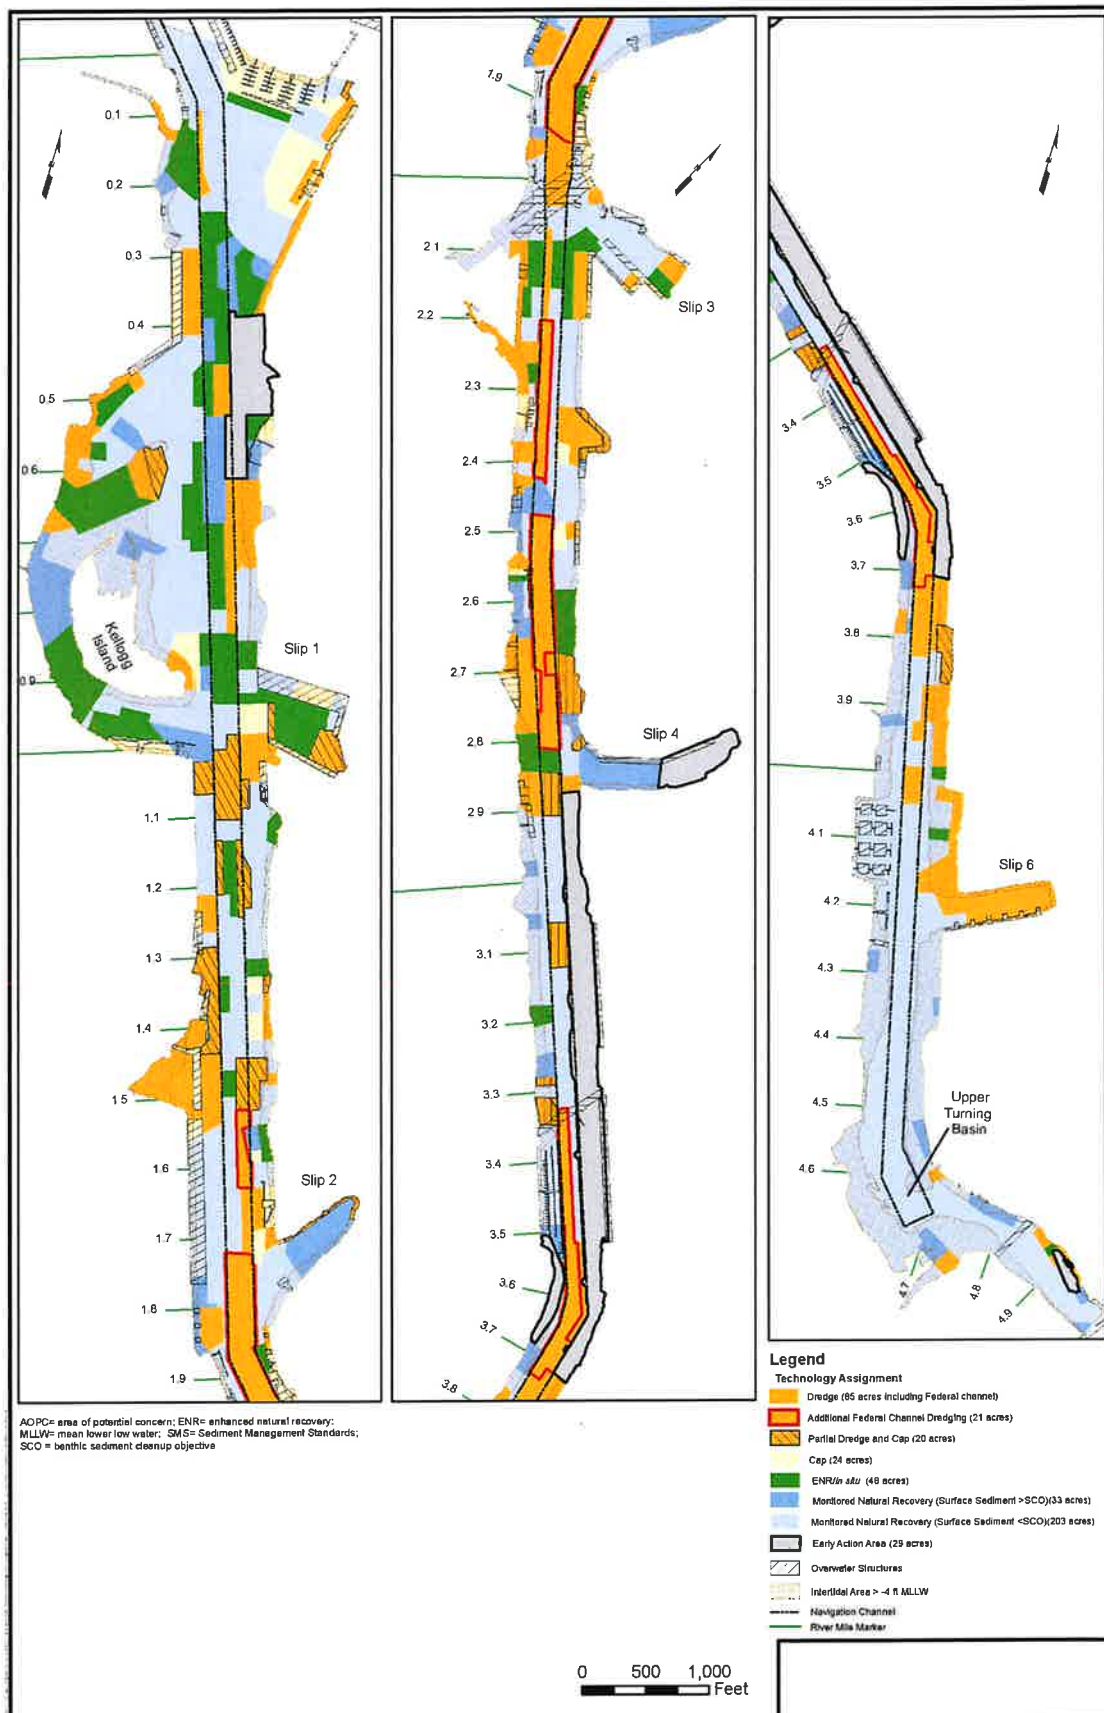 0.1
0.2
0.3
0.4
0.5
0.6
Kellogg
Island
0.9
Slip 1
1.1
1.2
1.3
1.4
1.5
1.6
Slip 2
1.7
1.8
1.9
1.9
2.1
Slip 3
2.2
2.3
2.4
2.5
2.6
2.7
Slip 4
2.8
2.9
3.1
3.2
3.3
3.4
3.5
3.6
3.7
3.8
3.4
3.5
3.6
3.7
3.8
3.9
4.1
Slip 6
4.2
4.3
4.4
4.5
Upper
Turning
Basin
4.6
4.7
4.8
4.9
AOPC= area of potential concern; ENR= enhanced natural recovery;
MLLW= mean lower low water; SMS= Sediment Management Standards;
SCO = benthic sediment cleanup objective
Legend
Technology Assignment
Dredge (85 acres including Federal channel)
Additional Federal Channel Dredging (21 acres)
Partial Dredge and Cap (20 acres)
Cap (24 acres)
ENR/in situ (48 acres)
Monitored Natural Recovery (Surface Sediment >SCO)(33 acres)
Monitored Natural Recovery (Surface Sediment <SCO)(203 acres)
Early Action Area (29 acres)
Overwater Structures
Intertidal Area > -4 ft MLLW
Navigation Channel
River Mile Marker
0 500 1,000
Feet